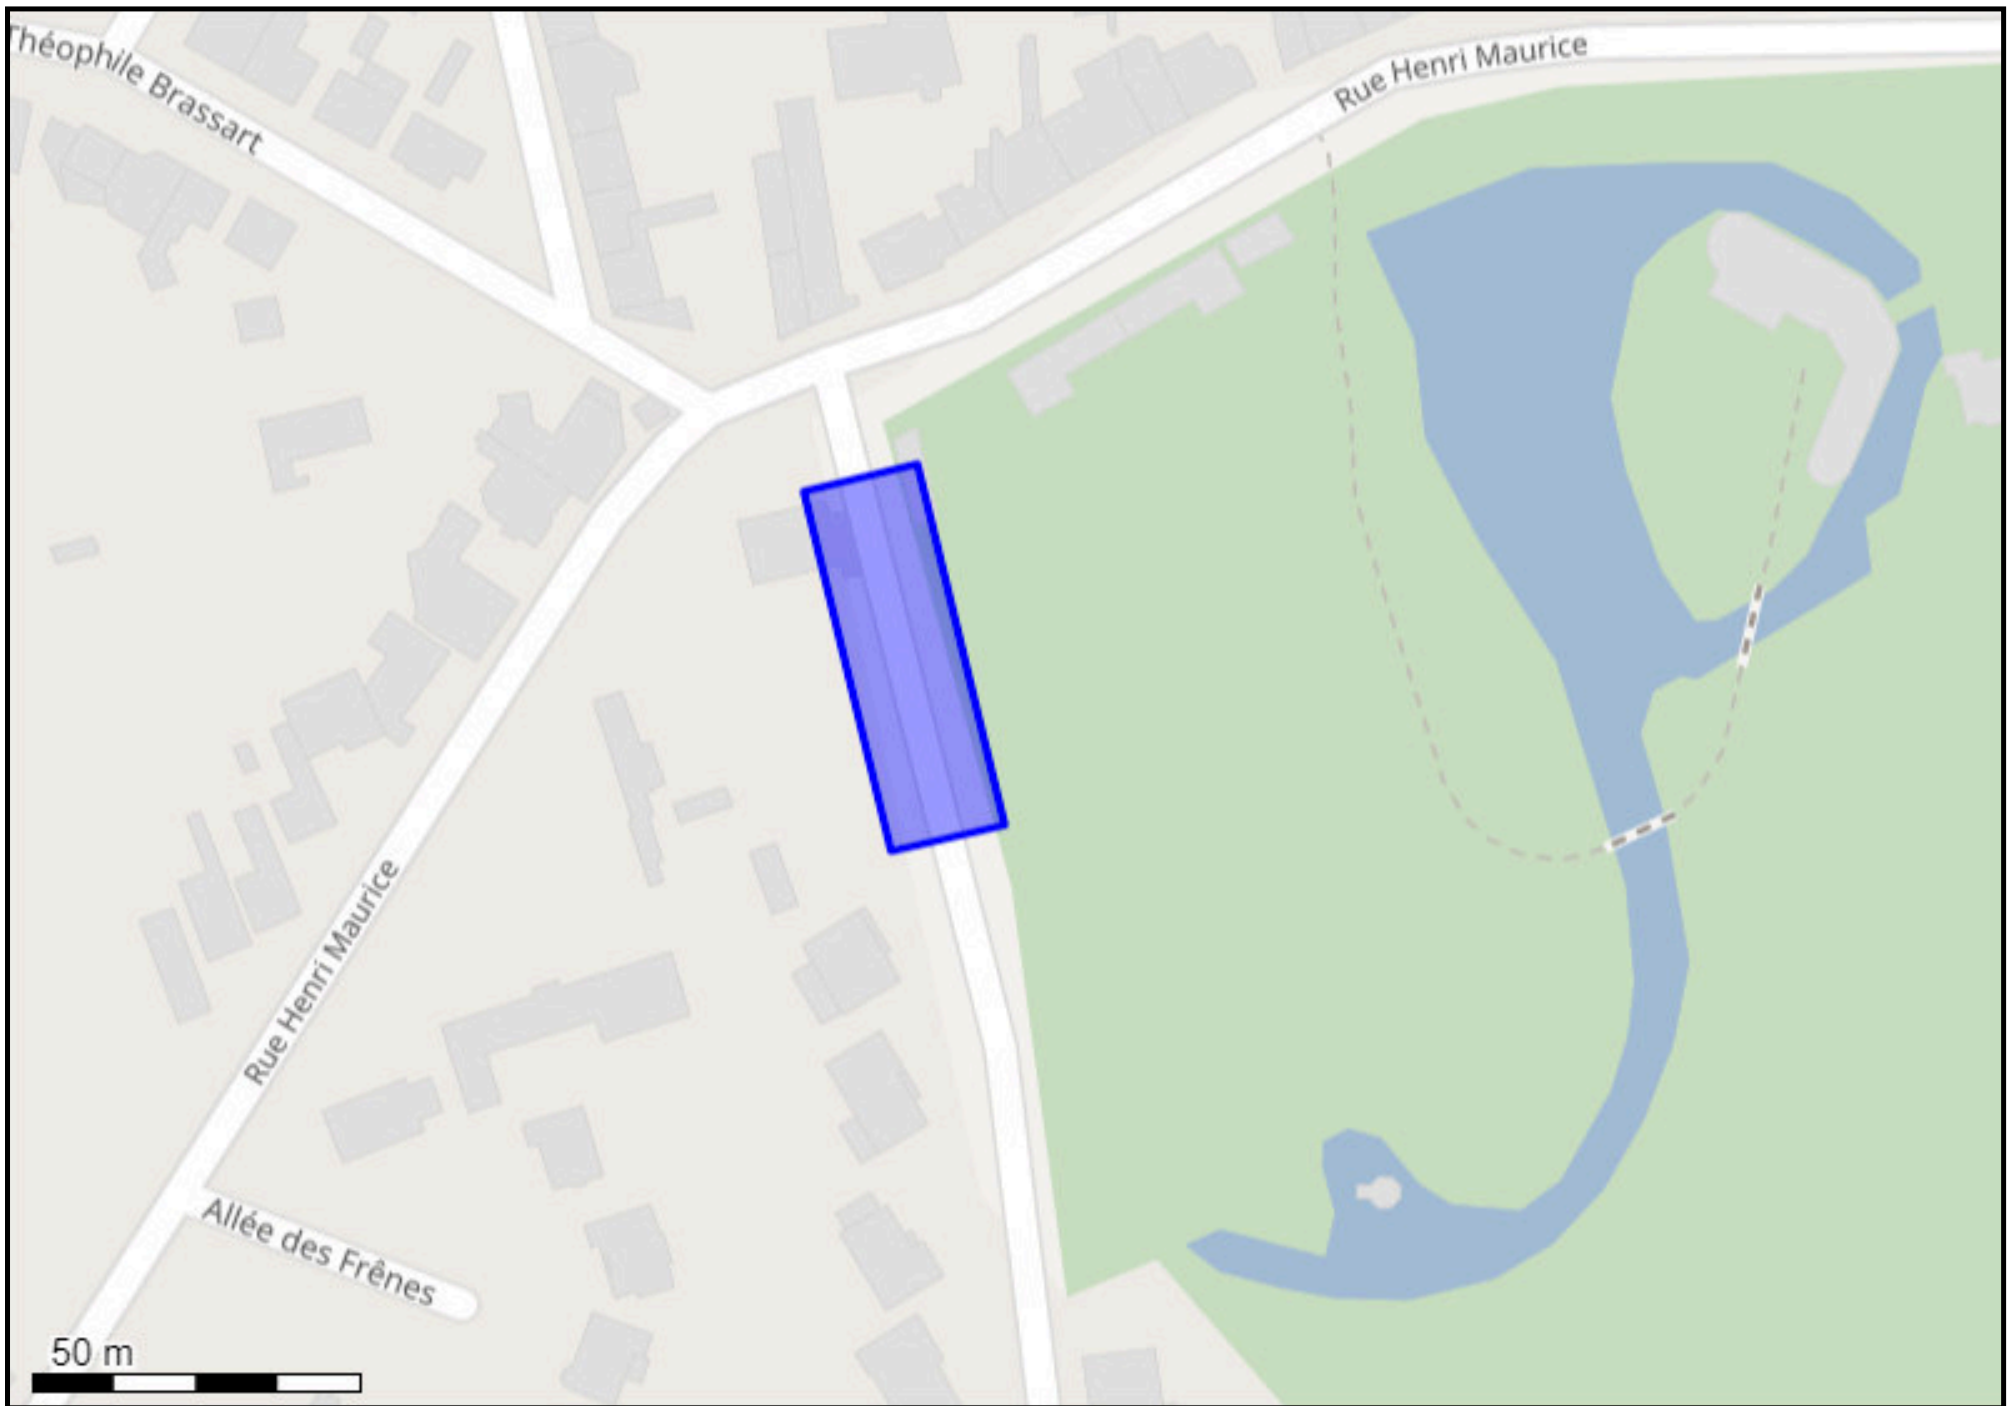 Théophile Brassart
Rue Henri Maurice
Rue Henri Maurice
Allée des Frênes
50 m